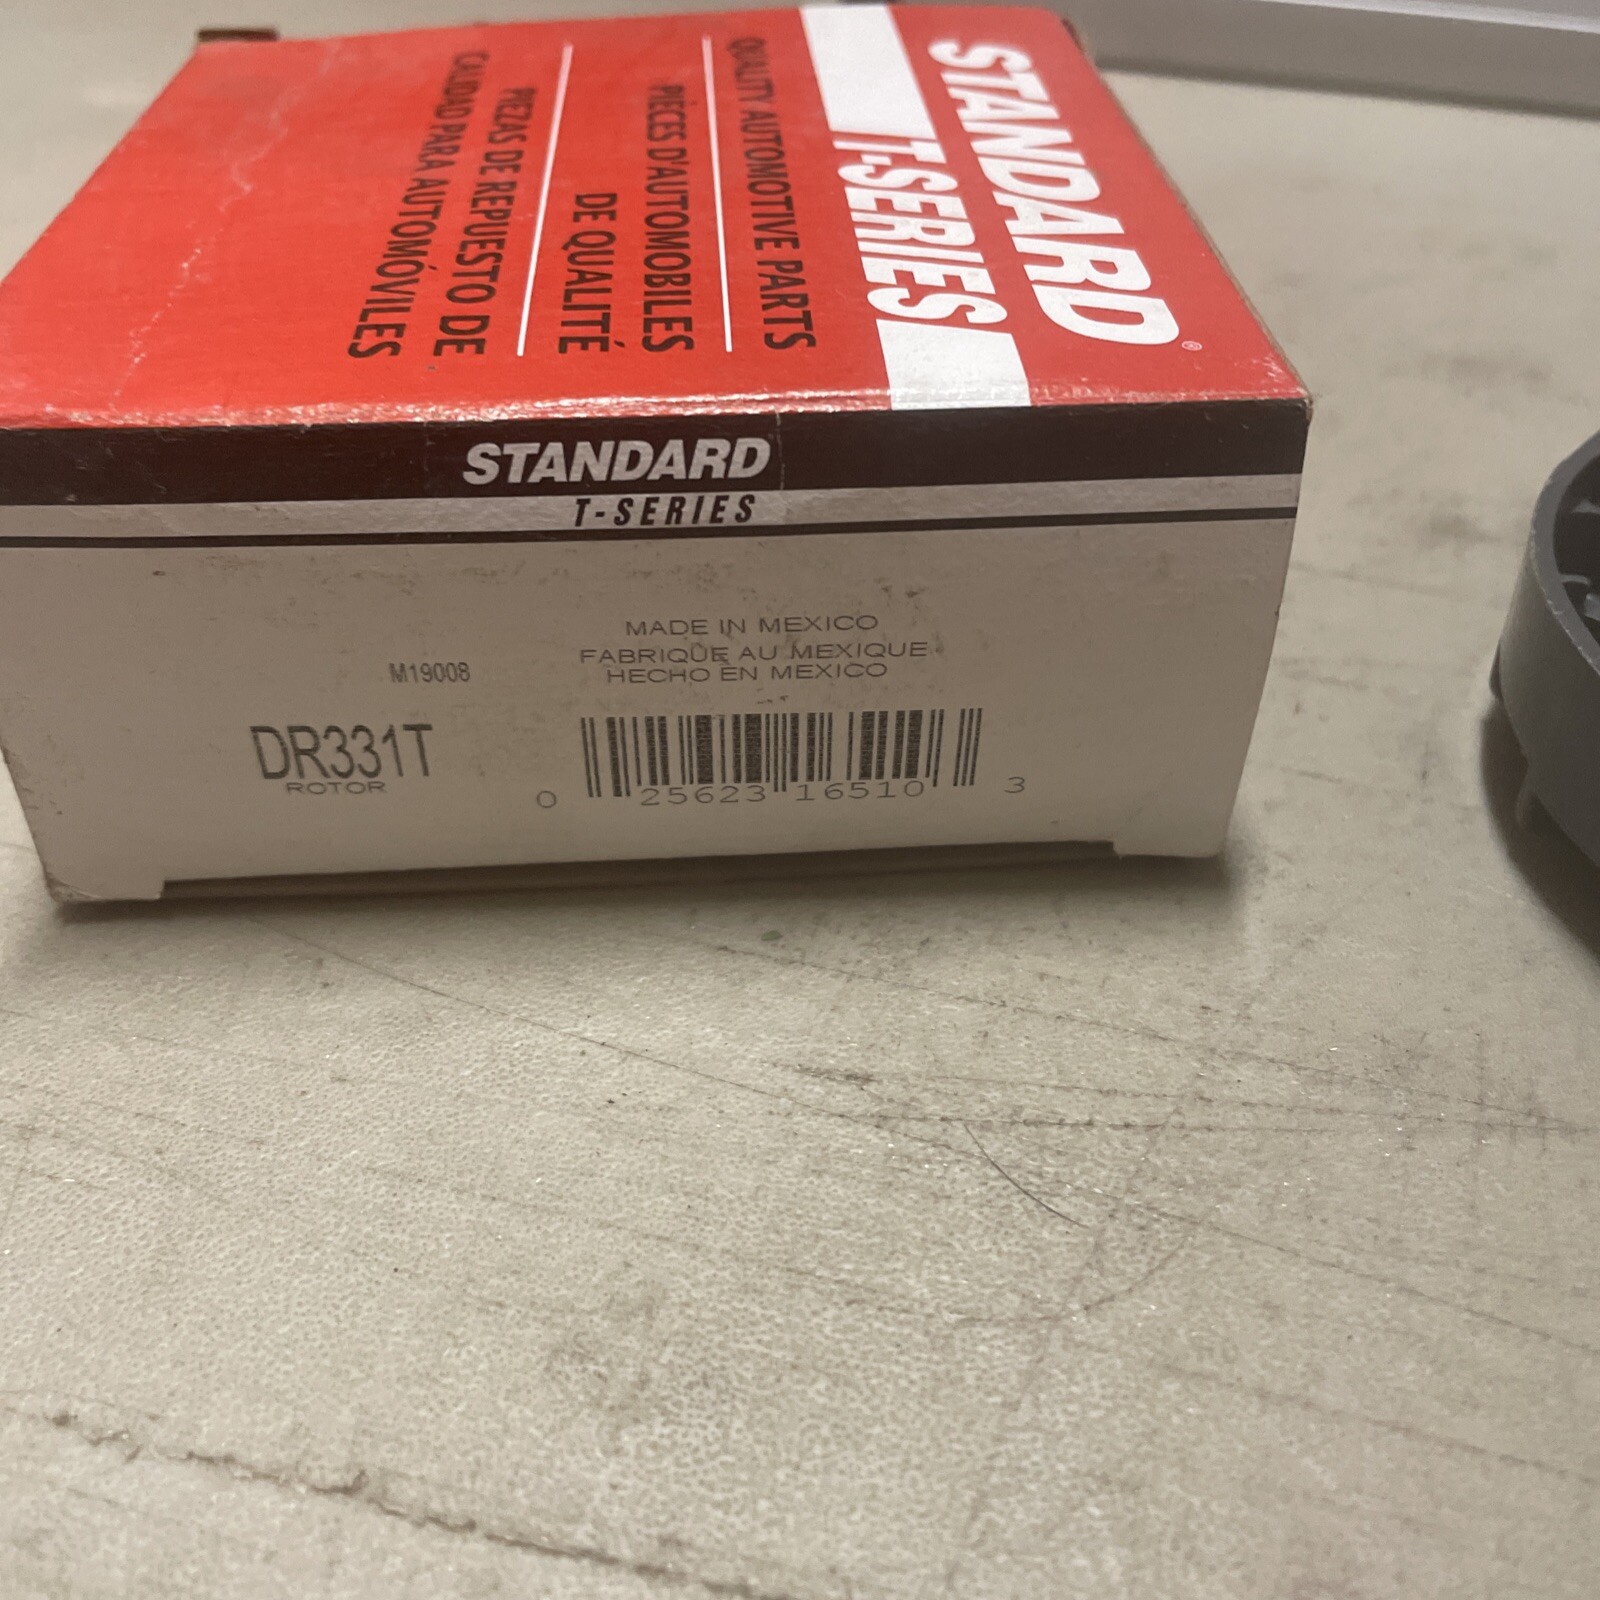 STANDARD®
T-SERIES
QUALITY AUTOMOTIVE PARTS
PIÈCES D'AUTOMOBILES
DE QUALITÉ
PIEZAS DE REPUESTO DE
CALIDAD PARA AUTOMÓVILES
STANDARD
T-SERIES
MADE IN MEXICO
FABRIQUE AU MEXIQUE
HECHO EN MEXICO
M19008
DR331T
ROTOR
0 25623 16510 3